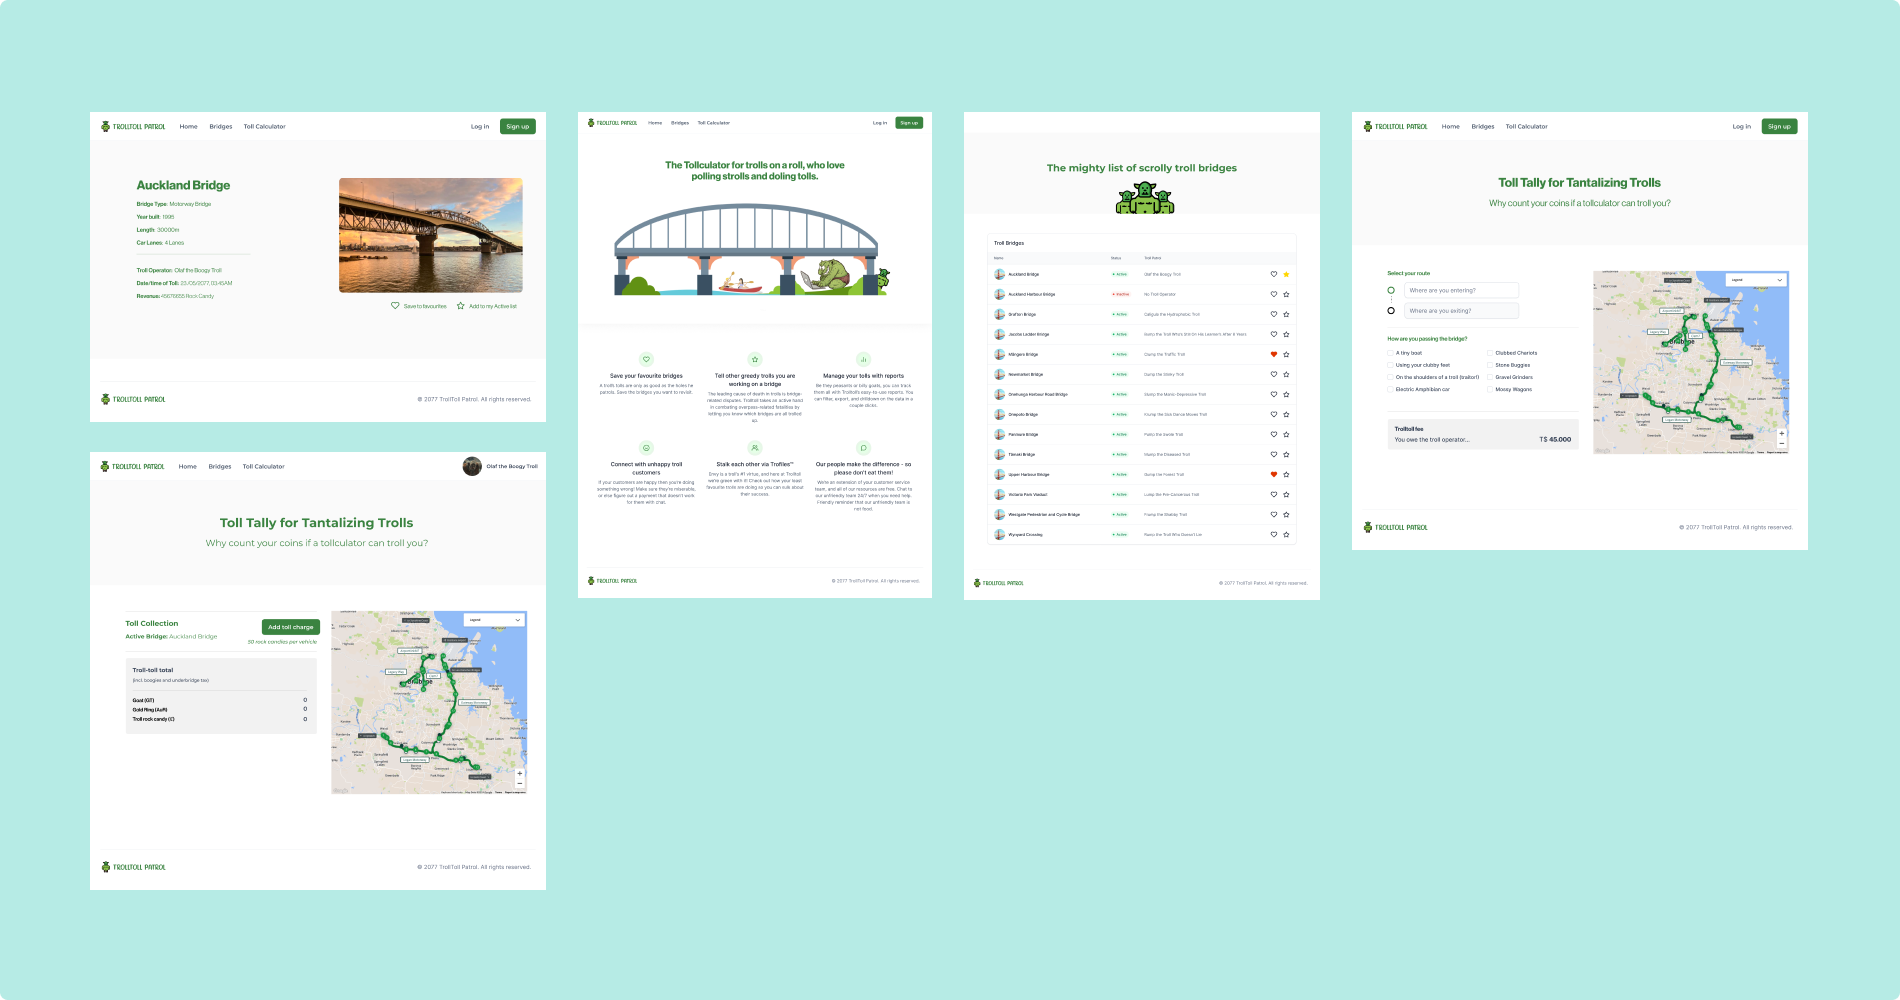 TROLLTOLL PATROL
Home
Bridges
Toll Calculator
Log in
Sign up
Auckland Bridge
Bridge Type: Motorway Bridge
Year built: 1995
Length: 30000m
Car Lanes: 4 Lanes
Troll Operator: Olaf the Boogy Troll
Date/time of Toll: 23/05/2077, 03:45AM
Revenue: 45676655 Rock Candy
Save to favourites
Add to my Active list
TROLLTOLL PATROL
© 2077 TrollToll Patrol. All rights reserved.
TROLLTOLL PATROL
Home
Bridges
Toll Calculator
Olaf the Boogy Troll
Toll Tally for Tantalizing Trolls
Why count your coins if a tollculator can troll you?
Toll Collection
Active Bridge: Auckland Bridge
Add toll charge
50 rock candies per vehicle
Troll-toll total
(incl. boogies and underbridge tax)
Goat (GT) 0
Gold Ring (AuR) 0
Troll rock candy (C) 0
Legend
TROLLTOLL PATROL
© 2077 TrollToll Patrol. All rights reserved.
TROLLTOLL PATROL
Home
Bridges
Toll Calculator
Log in
Sign up
The Tollculator for trolls on a roll, who love
polling strolls and doling tolls.
Save your favourite bridges
A troll's tolls are only as good as the holes he
patrols. Save the bridges you want to revisit.
Tell other greedy trolls you are
working on a bridge
The leading cause of death in trolls is bridge-
related disputes. Trolltoll takes an active hand
in combating overpass-related fatalities by
letting you know which bridges are all trolled
up.
Manage your tolls with reports
Be they peasants or billy goats, you can track
them all with Trolltoll's easy-to-use reports. You
can filter, export, and drilldown on the data in a
couple clicks.
Connect with unhappy troll
customers
If your customers are happy then you're doing
something wrong! Make sure they're miserable,
or else figure out a payment that doesn't work
for them with chat.
Stalk each other via Trofiles™
Envy is a troll's #1 virtue, and here at Trolltoll
we're green with it! Check out how your least
favourite trolls are doing so you can sulk about
their success.
Our people make the difference - so
please don't eat them!
We're an extension of your customer service
team, and all of our resources are free. Chat to
our unfriendly team 24/7 when you need help.
Friendly reminder that our unfriendly team is
not food.
TROLLTOLL PATROL
© 2077 TrollToll Patrol. All rights reserved.
The mighty list of scrolly troll bridges
Troll Bridges
Name Status Troll Name
Auckland Bridge Active Olaf the Boogy Troll
Auckland Harbour Bridge Inactive No Troll Operator
Grafton Bridge Active Caligula the Hydrophobic Troll
Jacobs Ladder Bridge Active Bump the Troll Who's Still On His Learner's After 8 Years
Māngere Bridge Active Clump the Traffic Troll
Newmarket Bridge Active Dump the Sleepy Troll
Onehunga Harbour Road Bridge Active the Manic Depressive Troll
Orepoto Bridge Active Krump the Sick Dance Moves Troll
Panmure Bridge Active the Swole Troll
Tāmaki Bridge Active the Diseased Troll
Upper Harbour Bridge Active Gump the Forest Troll
Victoria Park Viaduct Active Lump the Pre-Cancerous Troll
Westgate Pedestrian and Cycle Bridge Active Frump the Shabby Troll
Wynyard Crossing Active Rump the Troll Who Doesn't List
TROLLTOLL PATROL
© 2077 TrollToll Patrol. All rights reserved.
TROLLTOLL PATROL
Home
Bridges
Toll Calculator
Log in
Sign up
Toll Tally for Tantalizing Trolls
Why count your coins if a tollculator can troll you?
Select your route
Where are you entering?
Where are you exiting?
How are you passing the bridge?
A tiny boat
Clubbed Chariots
Using your clubby feet
Stone Buggies
On the shoulders of a troll (traitor!)
Gravel Grinders
Electric Amphibian car
Mossy Wagons
Trolltoll fee
You owe the troll operator... T$ 45.000
Legend
TROLLTOLL PATROL
© 2077 TrollToll Patrol. All rights reserved.